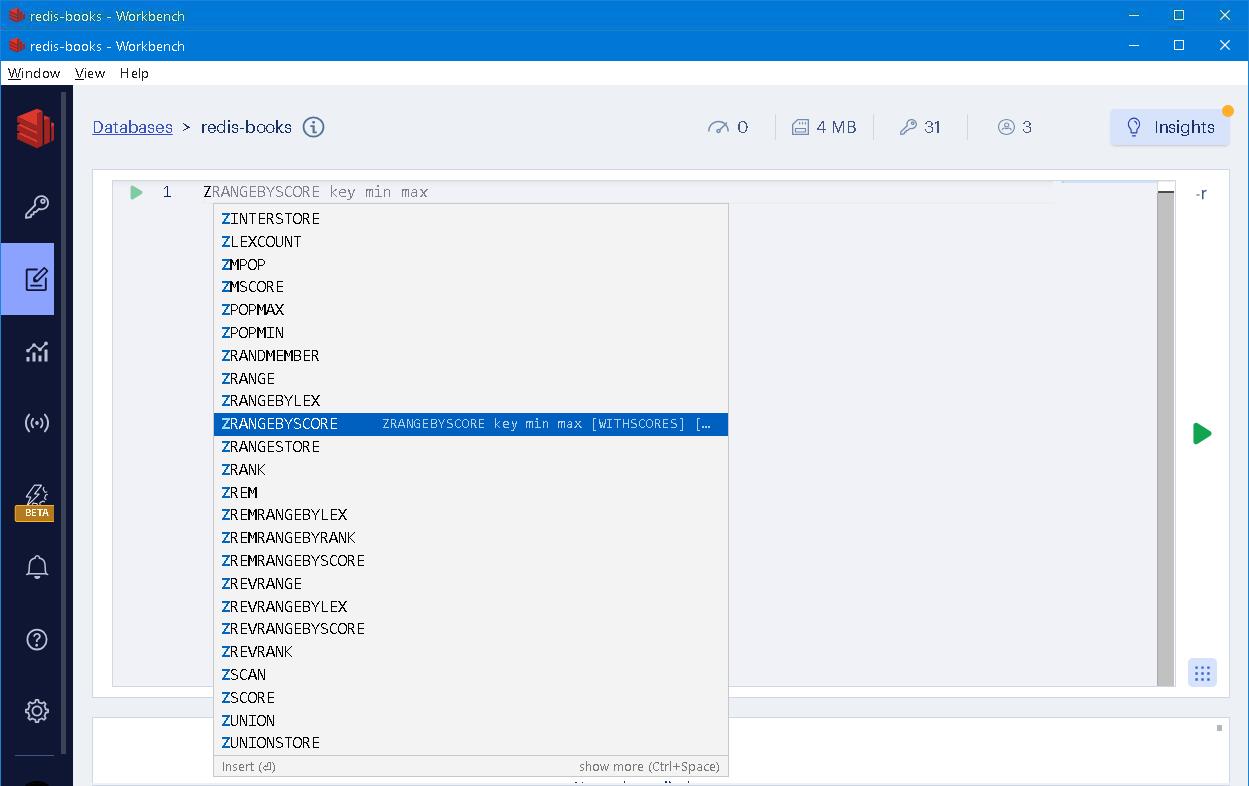 redis-books - Workbench
redis-books - Workbench
Window View Help
Databases > redis-books 0 4 MB 31 3 Insights
1 ZRANGEBYSCORE key min max -r
ZINTERSTORE
ZLEXCOUNT
ZMPOP
ZMSCORE
ZPOPMAX
ZPOPMIN
ZRANDMEMBER
ZRANGE
ZRANGEBYLEX
ZRANGEBYSCORE ZRANGEBYSCORE key min max [WITHSCORES] […
ZRANGESTORE
ZRANK
ZREM
ZREMRANGEBYLEX
ZREMRANGEBYRANK
ZREMRANGEBYSCORE
ZREVRANGE
ZREVRANGEBYLEX
ZREVRANGEBYSCORE
ZREVRANK
ZSCAN
ZSCORE
ZUNION
ZUNIONSTORE
Insert (⏎) show more (Ctrl+Space)
BETA